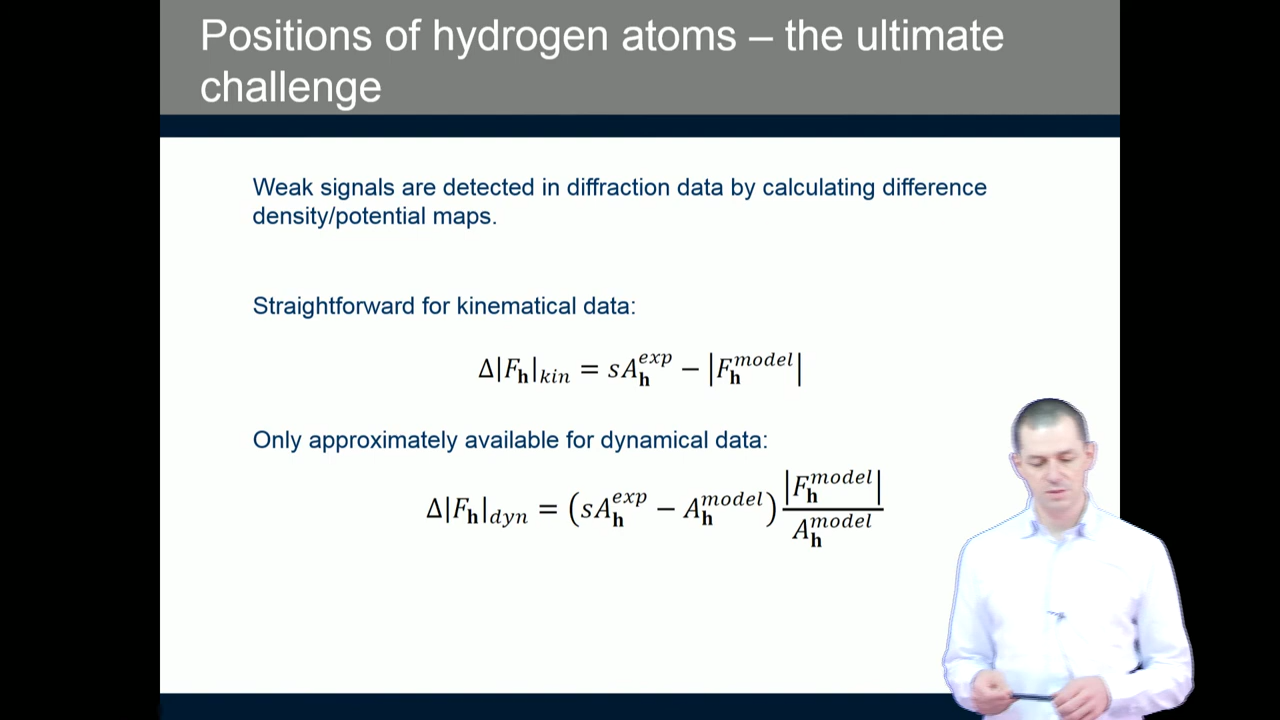 Positions of hydrogen atoms – the ultimate
challenge
Weak signals are detected in diffraction data by calculating difference
density/potential maps.
Straightforward for kinematical data:
Δ|F_𝐡|_{kin} = sA_𝐡^{exp} − |F_𝐡^{model}|
Only approximately available for dynamical data:
Δ|F_𝐡|_{dyn} = (sA_𝐡^{exp} − A_𝐡^{model}) |F_𝐡^{model}| / A_𝐡^{model}